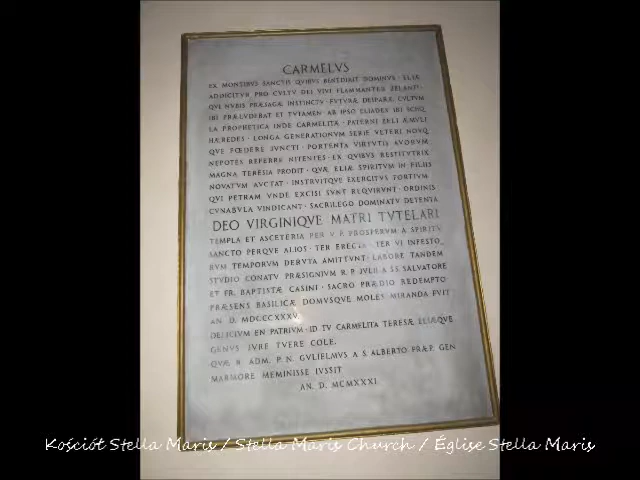 CARMELVS
EX MONTIBVS SANCTIS QVIBVS BENEDIXIT DOMINVS · ELIÆ
ADDICITVR PRO CVLTV DEI VIVI FLAMMANTER ZELANTI ·
QVI NVBIS PRÆSAGÆ INSTINCTV FVTVRÆ DEIPARÆ CVLTVM
IBI PRÆLVDERAT ET TVTAMEN · AB IPSO ELIADES IBI
LA PROPHETICA INDE CARMELITÆ · PATERNI ZELI ÆMVLI
HÆREDES · LONGA GENERATIONVM SERIE VETERI NOVQ
QVE FŒDERE IVNCTI · PORTENTA VIRTVTIS AVORVM
NEPOTES REFERRE NITENTES · EX QVIBVS RESTITVTRIX
MAGNA TERESIA PRODIT · QVÆ ELIÆ SPIRITVM IN FILIIS
NOVATVM AVCTAT · INSTRVITQVE EXERCITVS FORTIVM
QVI PETRAM VNDE EXCISI SVNT REQVIRVNT · ORDINIS
CVNABVLA VINDICANT · SACRILEGO DOMINATV DETENTA
DEO VIRGINIQVE MATRI TVTELARI
TEMPLA ET ASCETERIA PER V. P. PROSPERVM A SPIRITV
SANCTO PERQVE ALIOS · TER ERECTA · TER VI INFESTO
RVM TEMPORVM DERVTA AMITTVNT · LABORE TANDEM
STVDIO CONATV PRÆSIGNIVM R. P. IVLII A SS. SALVATORE
ET FR. BAPTISTÆ CASINI · SACRO PRÆDIO REDEMPTO
PRÆSENS BASILICÆ DOMVSQVE MOLES MIRANDA FVIT
AN. D. MDCCCXXXV.
DELICIVM EN PATRIVM · ID TV CARMELITA TERESÆ ELIÆQVE
GENVS IVRE TVERE COLE.
QVÆ R. ADM. P. N. GVLIELMVS A S. ALBERTO PRÆP. GEN
MARMORE MEMINISSE IVSSIT
AN. D. MCMXXXI
Kościół Stella Maris / Stella Maris Church / Église Stella Maris